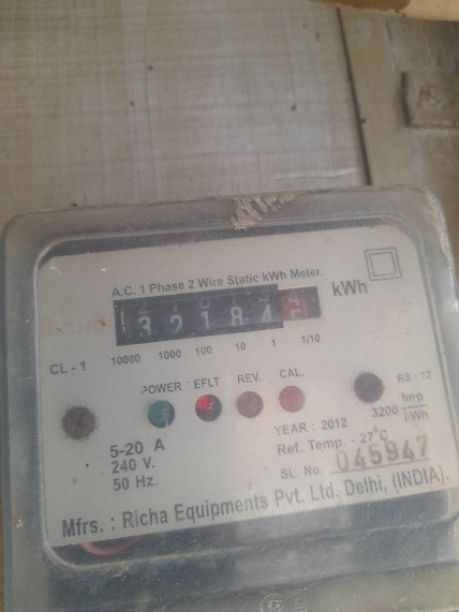 A.C. 1 Phase 2 Wire Static kWh Meter.
3 2 1 8 4 5 kWh
CL - 1 10000 1000 100 10 1 1/10
POWER EFLT REV. CAL. RS : 12
5-20 A YEAR : 2012 3200 Imp/kWh
240 V. Ref. Temp. - 27°C
50 Hz. SL. No. 045947
Mfrs. : Richa Equipments Pvt. Ltd. Delhi, (INDIA).